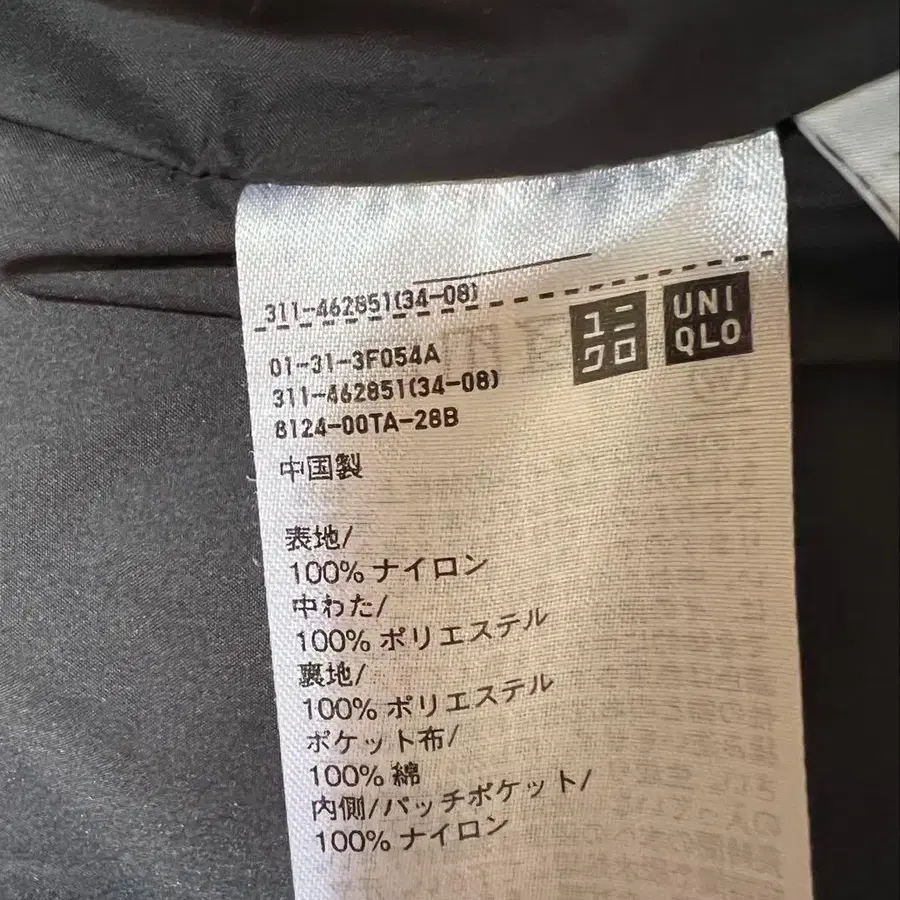 311-462851(34-08)
ユニ
クロ
UNI
QLO
01-31-3F054A
311-462851(34-08)
8124-00TA-28B
中国製
表地/
100% ナイロン
中わた/
100% ポリエステル
裏地/
100% ポリエステル
ポケット布/
100% 綿
内側/パッチポケット/
100% ナイロン